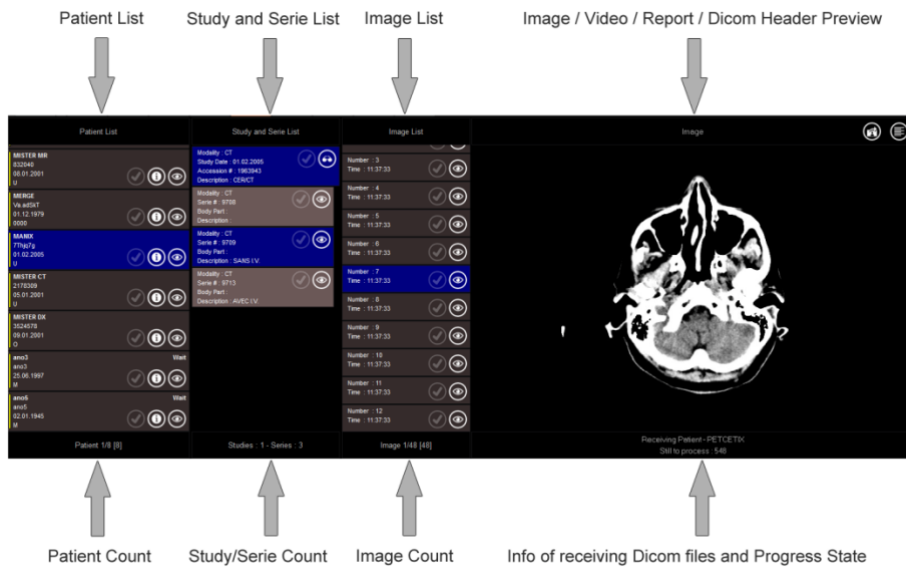 Patient List
Study and Serie List
Image List
Image / Video / Report / Dicom Header Preview
Patient List
Study and Serie List
Image List
Image
MISTER MR
832040
08.01.2001
U
MERGE
01.12.1979
0000
MANIX
01.02.2005
U
MISTER CT
2178309
05.01.2001
U
MISTER DX
3524578
09.01.2001
O
ano3 Wait
ano3
25.06.1997
M
ano5 Wait
ano5
02.01.1945
M
Modality : CT
Study Date : 01.02.2005
Accession # : 1963943
Description : CER/CT
Modality : CT
Serie # : 9708
Body Part :
Description :
Modality : CT
Serie # : 9709
Body Part :
Description : SANS I.V.
Modality : CT
Serie # : 9713
Body Part :
Description : AVEC I.V.
Number : 3
Time : 11:37:33
Number : 4
Time : 11:37:33
Number : 5
Time : 11:37:33
Number : 6
Time : 11:37:33
Number : 7
Time : 11:37:33
Number : 8
Time : 11:37:33
Number : 9
Time : 11:37:33
Number : 10
Time : 11:37:33
Number : 11
Time : 11:37:33
Number : 12
Time : 11:37:33
Patient 1/8 [8]
Studies : 1 - Series : 3
Image 1/48 [48]
Receiving Patient - PETCETIX
Still to process : 548
Patient Count
Study/Serie Count
Image Count
Info of receiving Dicom files and Progress State